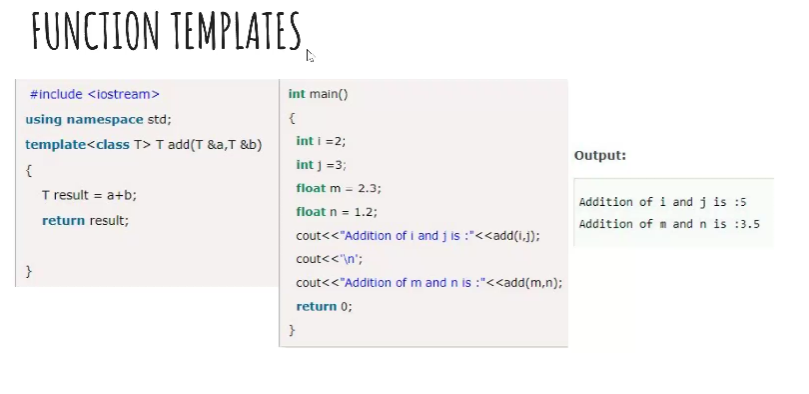 FUNCTION TEMPLATES
#include <iostream>
using namespace std;
template<class T> T add(T &a,T &b)
{
T result = a+b;
return result;
}
int main()
{
int i =2;
int j =3;
float m = 2.3;
float n = 1.2;
cout<<"Addition of i and j is :"<<add(i,j);
cout<<'\n';
cout<<"Addition of m and n is :"<<add(m,n);
return 0;
}
Output:
Addition of i and j is :5
Addition of m and n is :3.5